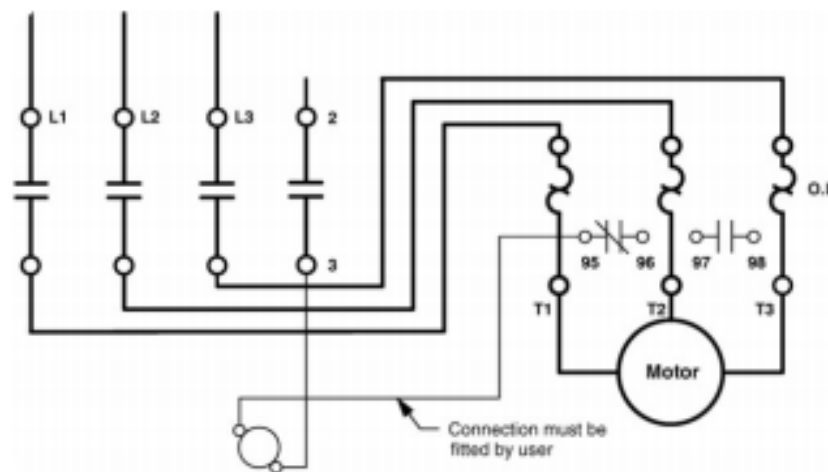 L1
L2
L3
2
3
O.L
95
96
97
98
T1
T2
T3
Motor
Connection must be
fitted by user